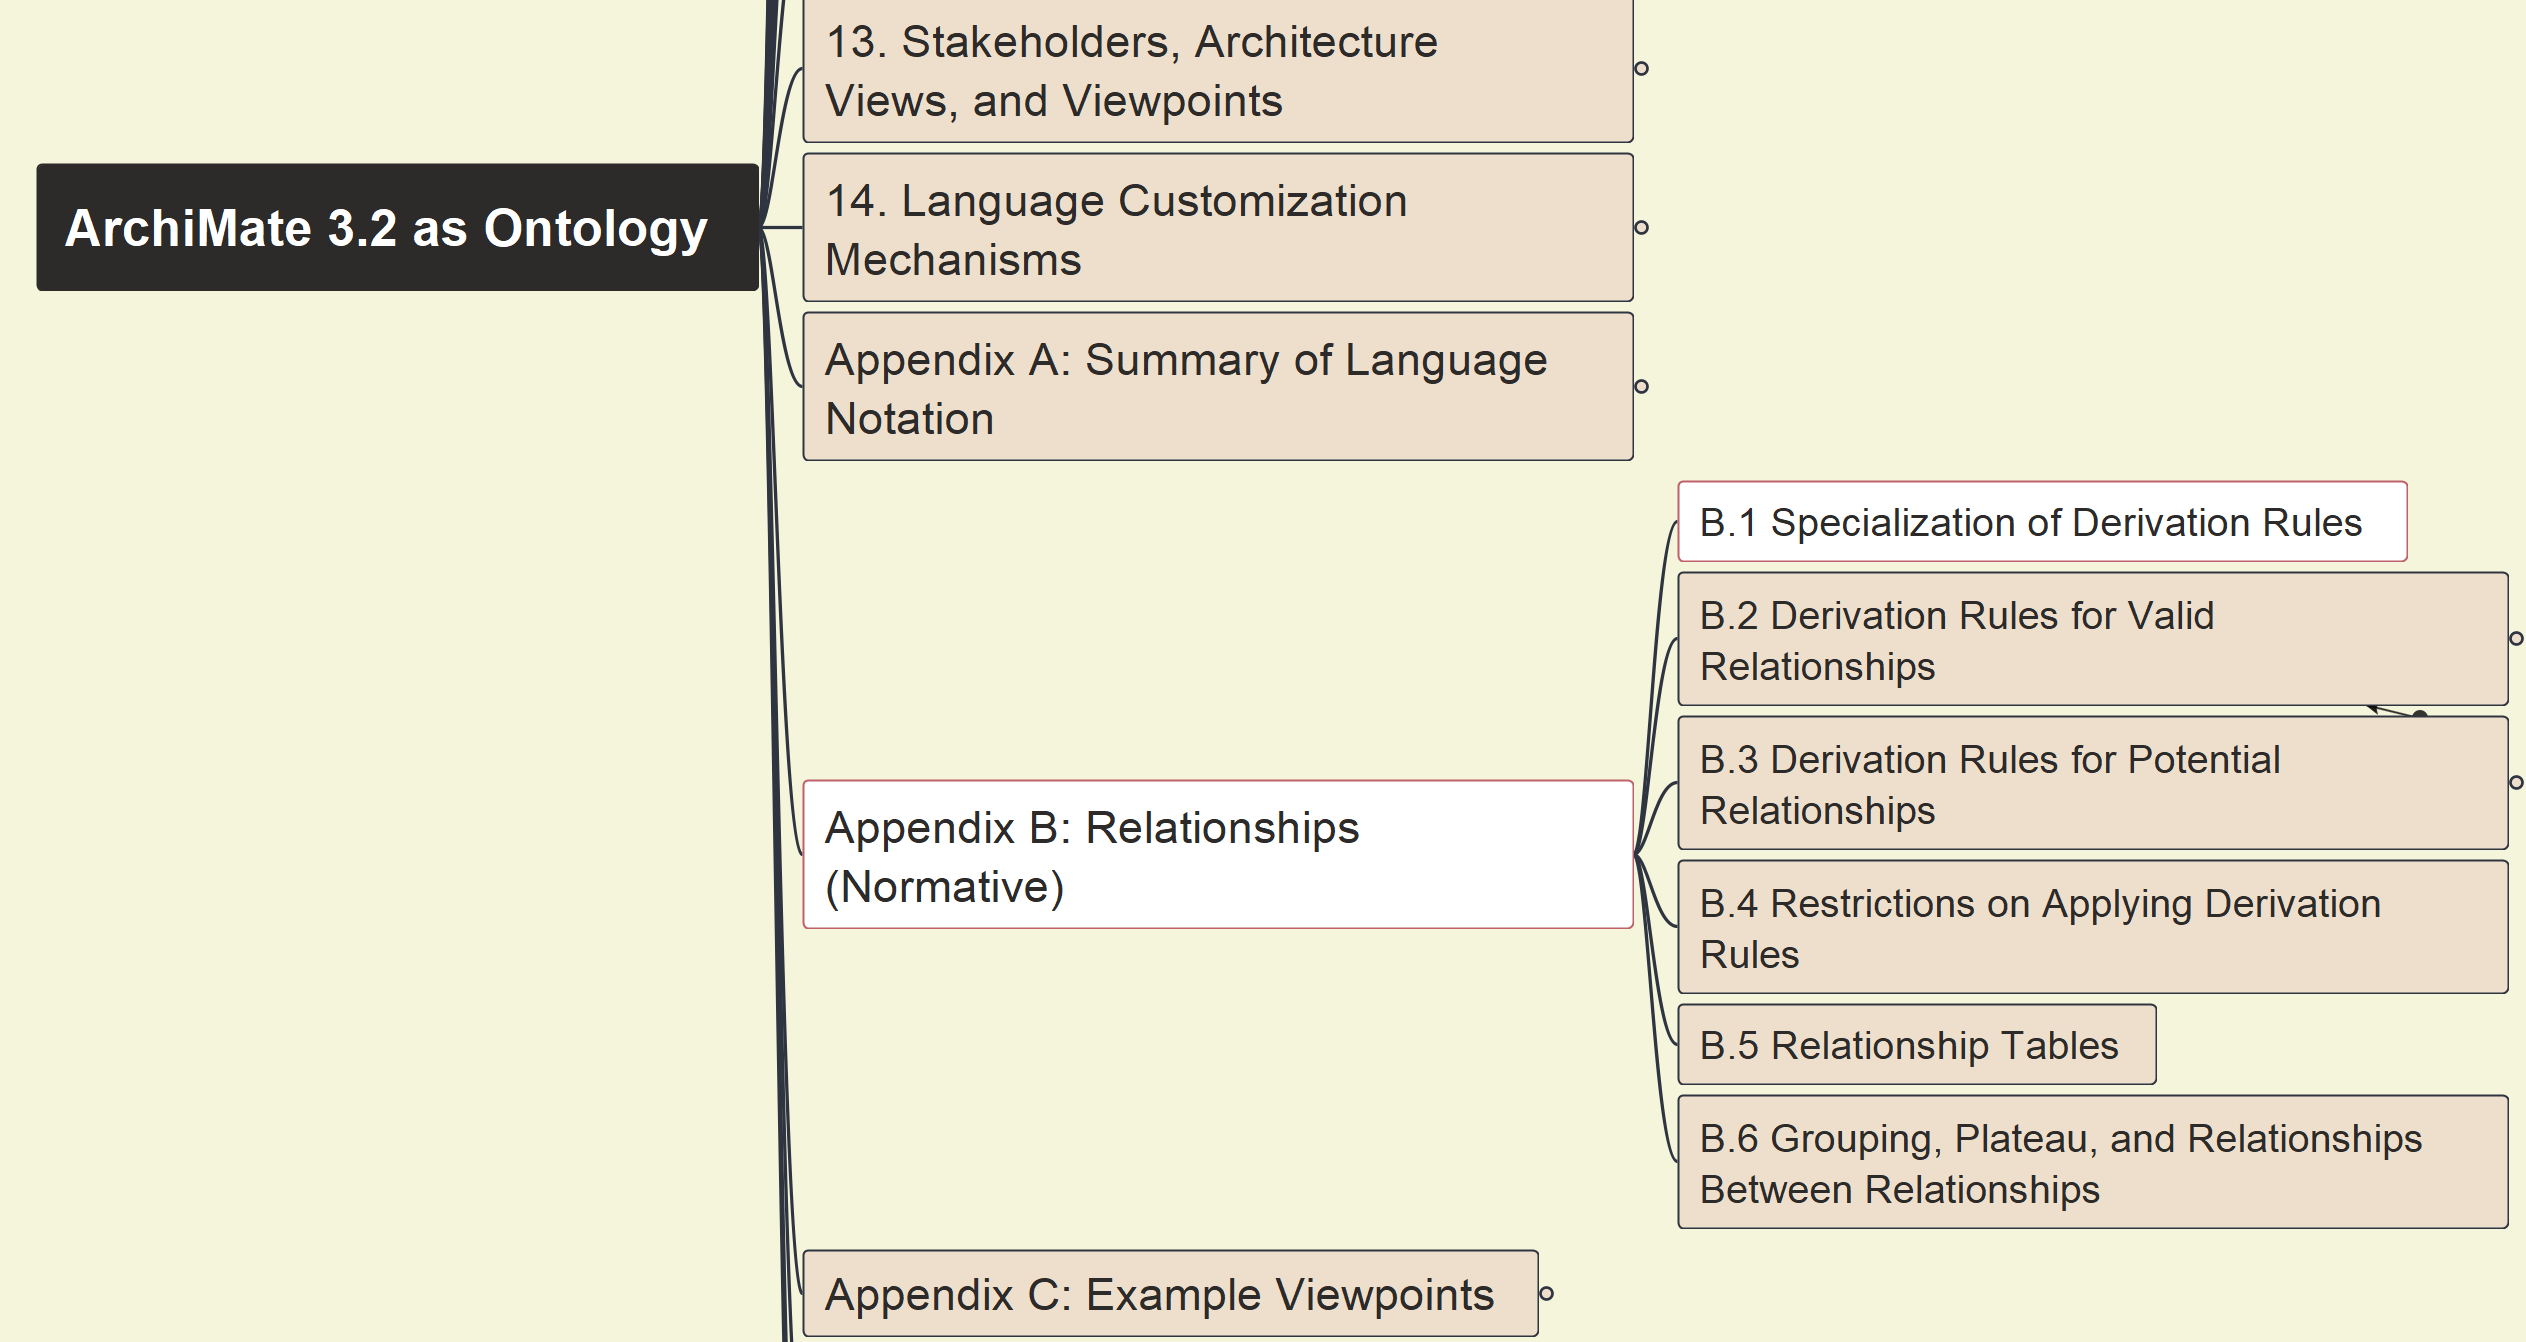 13. Stakeholders, Architecture
Views, and Viewpoints
ArchiMate 3.2 as Ontology
14. Language Customization
Mechanisms
Appendix A: Summary of Language
Notation
Appendix B: Relationships
(Normative)
B.1 Specialization of Derivation Rules
B.2 Derivation Rules for Valid
Relationships
B.3 Derivation Rules for Potential
Relationships
B.4 Restrictions on Applying Derivation
Rules
B.5 Relationship Tables
B.6 Grouping, Plateau, and Relationships
Between Relationships
Appendix C: Example Viewpoints